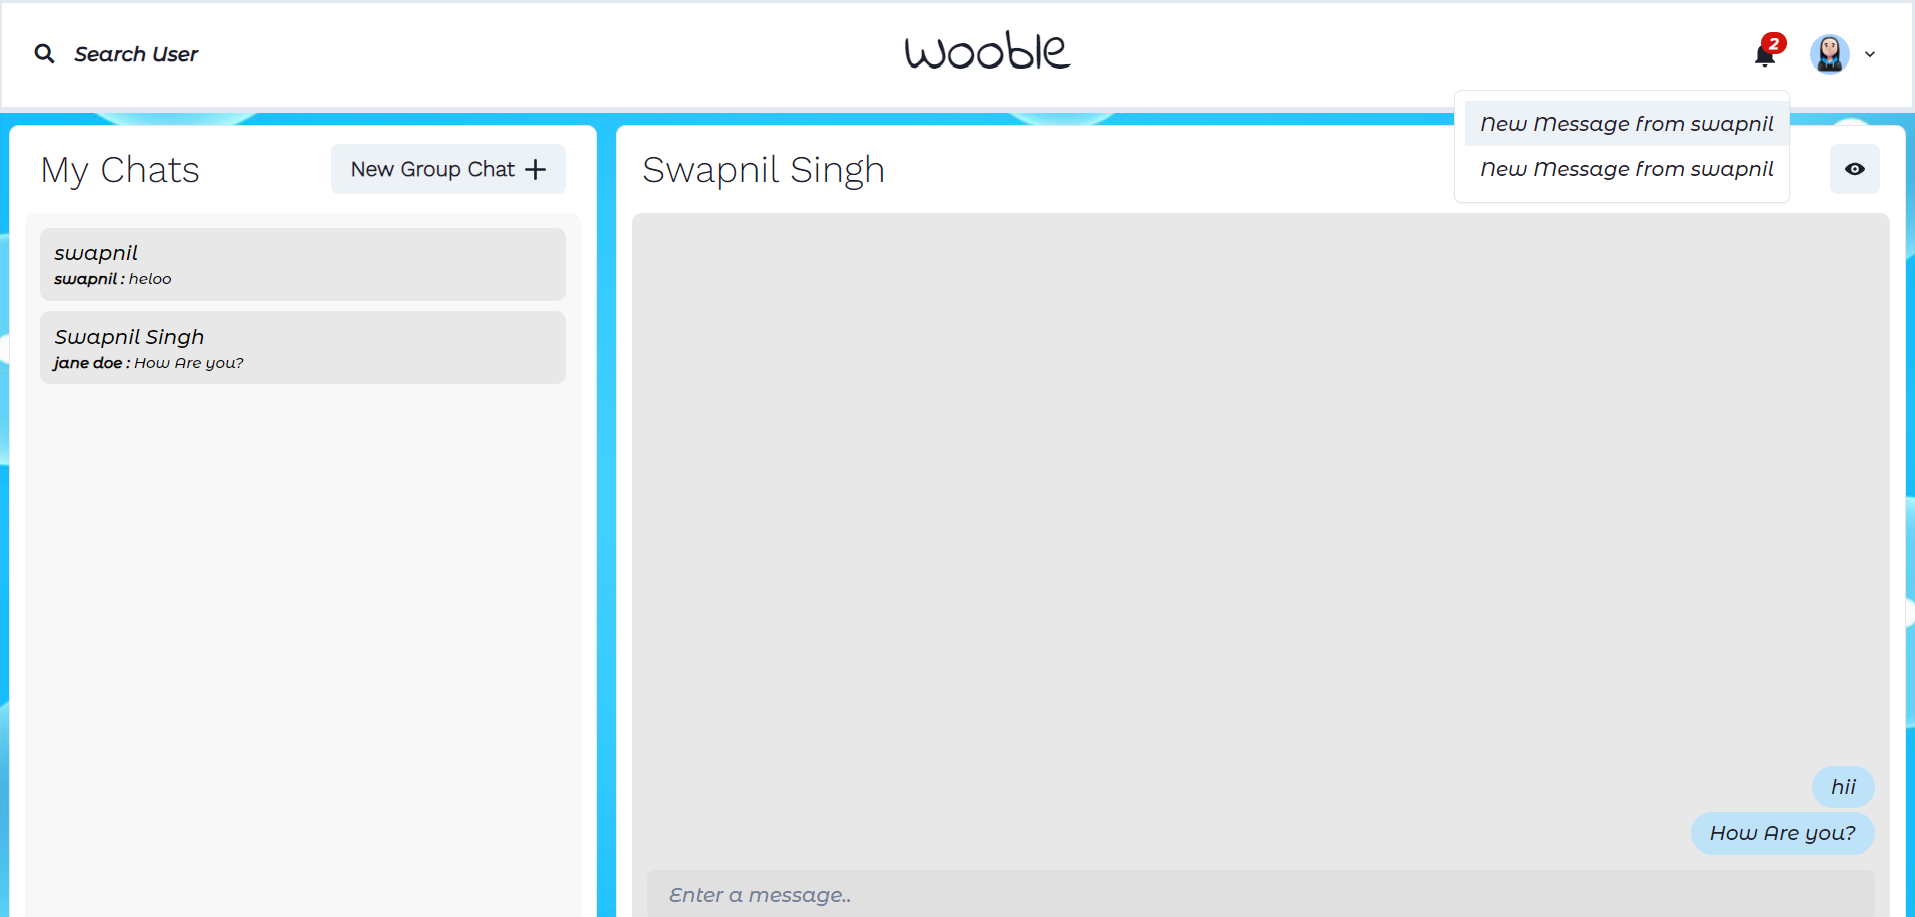 Search User
wooble
2
New Message from swapnil
New Message from swapnil
My Chats
New Group Chat
swapnil
swapnil : heloo
Swapnil Singh
jane doe : How Are you?
Swapnil Singh
hii
How Are you?
Enter a message..